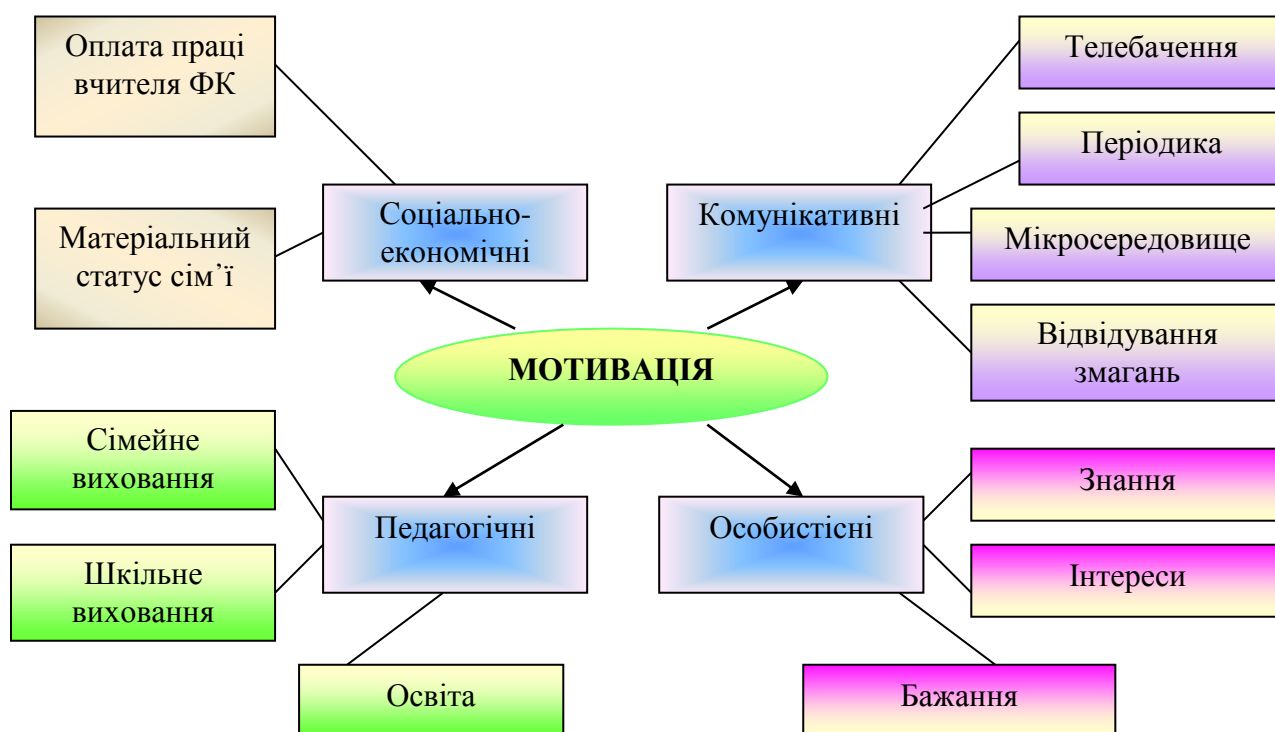 Оплата праці
вчителя ФК
Телебачення
Періодика
Соціально-
економічні
Комунікативні
Матеріальний
статус сім’ї
Мікросередовище
Відвідування
змагань
МОТИВАЦІЯ
Сімейне
виховання
Знання
Педагогічні
Особистісні
Шкільне
виховання
Інтереси
Освіта
Бажання